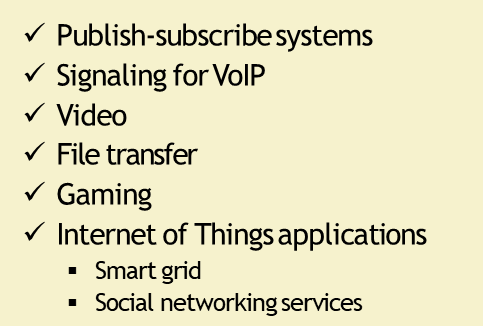 ✓ Publish-subscribe systems
✓ Signaling for VoIP
✓ Video
✓ File transfer
✓ Gaming
✓ Internet of Things applications
▪ Smart grid
▪ Social networking services